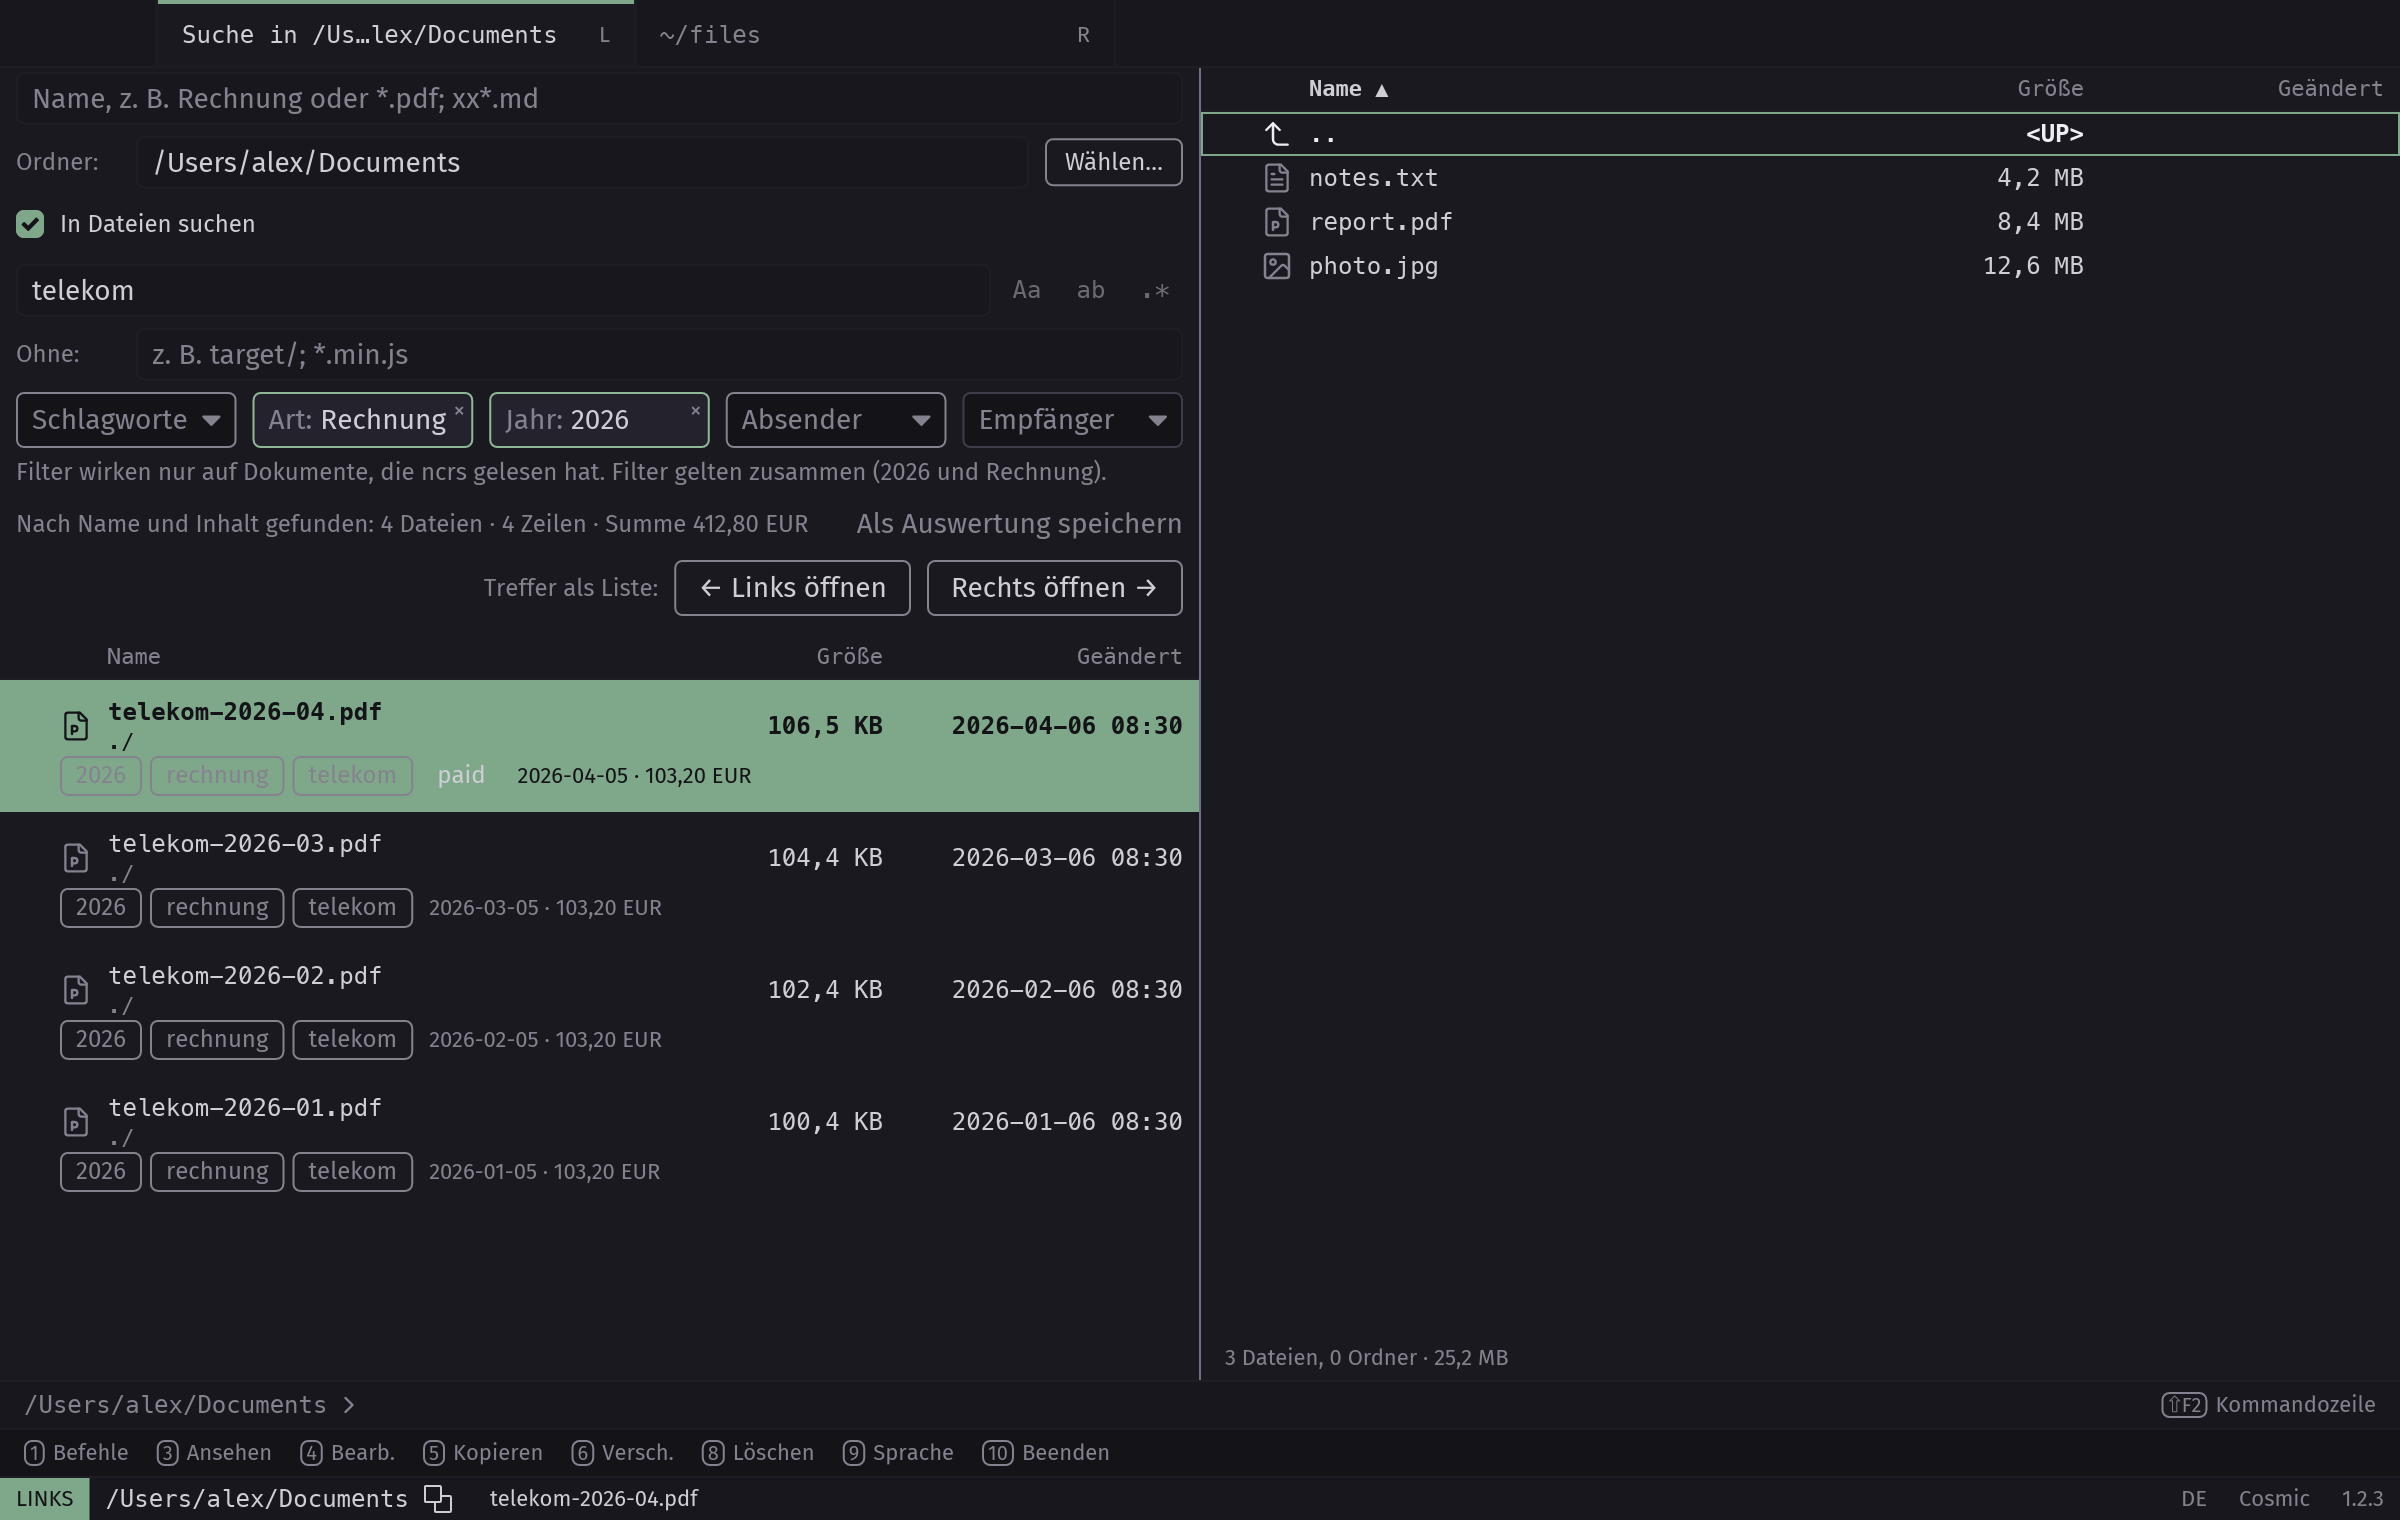 Suche in /Us…lex/Documents L ~/files R
Name, z. B. Rechnung oder *.pdf; xx*.md
Ordner: /Users/alex/Documents Wählen...
In Dateien suchen
telekom Aa ab .*
Ohne: z. B. target/; *.min.js
Schlagworte Art: Rechnung × Jahr: 2026 × Absender Empfänger
Filter wirken nur auf Dokumente, die ncrs gelesen hat. Filter gelten zusammen (2026 und Rechnung).
Nach Name und Inhalt gefunden: 4 Dateien · 4 Zeilen · Summe 412,80 EUR Als Auswertung speichern
Treffer als Liste: ← Links öffnen Rechts öffnen →
Name Größe Geändert
telekom-2026-04.pdf 106,5 KB 2026-04-06 08:30
./
2026 rechnung telekom paid 2026-04-05 · 103,20 EUR
telekom-2026-03.pdf 104,4 KB 2026-03-06 08:30
./
2026 rechnung telekom 2026-03-05 · 103,20 EUR
telekom-2026-02.pdf 102,4 KB 2026-02-06 08:30
./
2026 rechnung telekom 2026-02-05 · 103,20 EUR
telekom-2026-01.pdf 100,4 KB 2026-01-06 08:30
./
2026 rechnung telekom 2026-01-05 · 103,20 EUR
Name ▲ Größe Geändert
.. <UP>
notes.txt 4,2 MB
report.pdf 8,4 MB
photo.jpg 12,6 MB
3 Dateien, 0 Ordner · 25,2 MB
/Users/alex/Documents > ⇧F2 Kommandozeile
1 Befehle 3 Ansehen 4 Bearb. 5 Kopieren 6 Versch. 8 Löschen 9 Sprache 10 Beenden
LINKS /Users/alex/Documents telekom-2026-04.pdf DE Cosmic 1.2.3